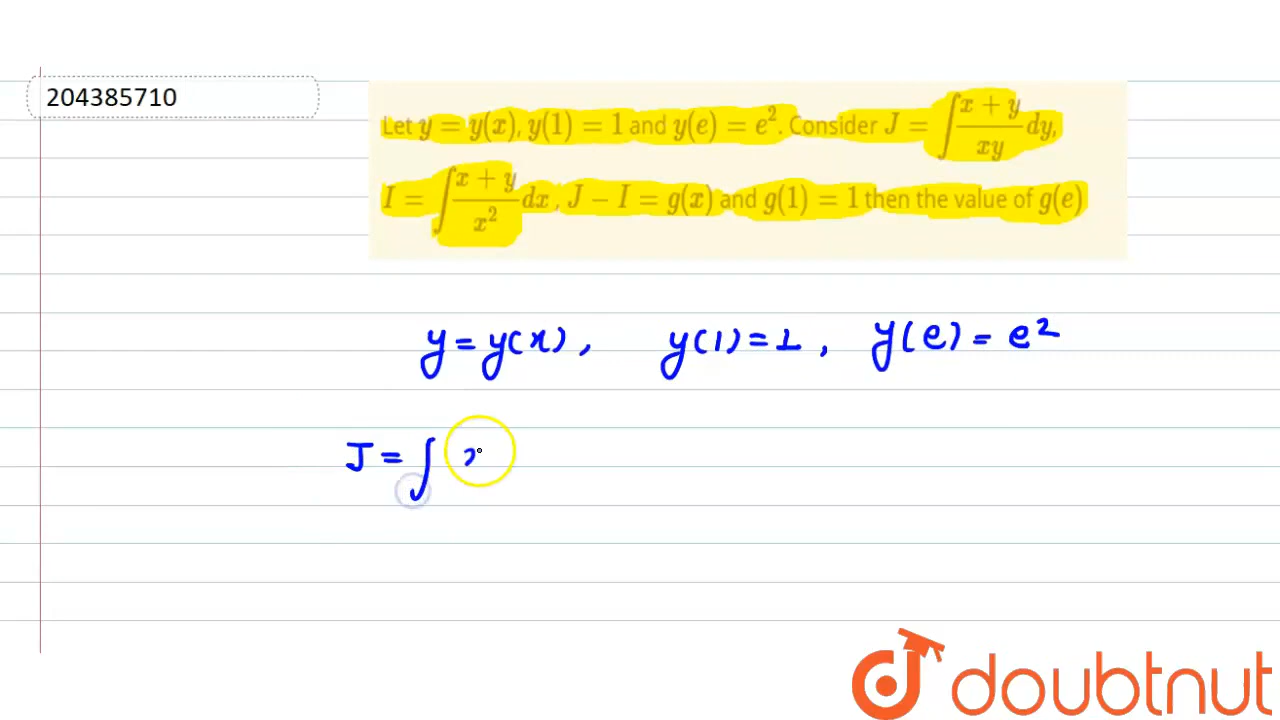 204385710
Let y = y(x), y(1) = 1 and y(e) = e². Consider J = ∫ (x + y)/(xy) dy,
I = ∫ (x + y)/x² dx, J − I = g(x) and g(1) = 1 then the value of g(e)
y = y(x), y(1) = 1, y(e) = e²
J = ∫
doubtnut